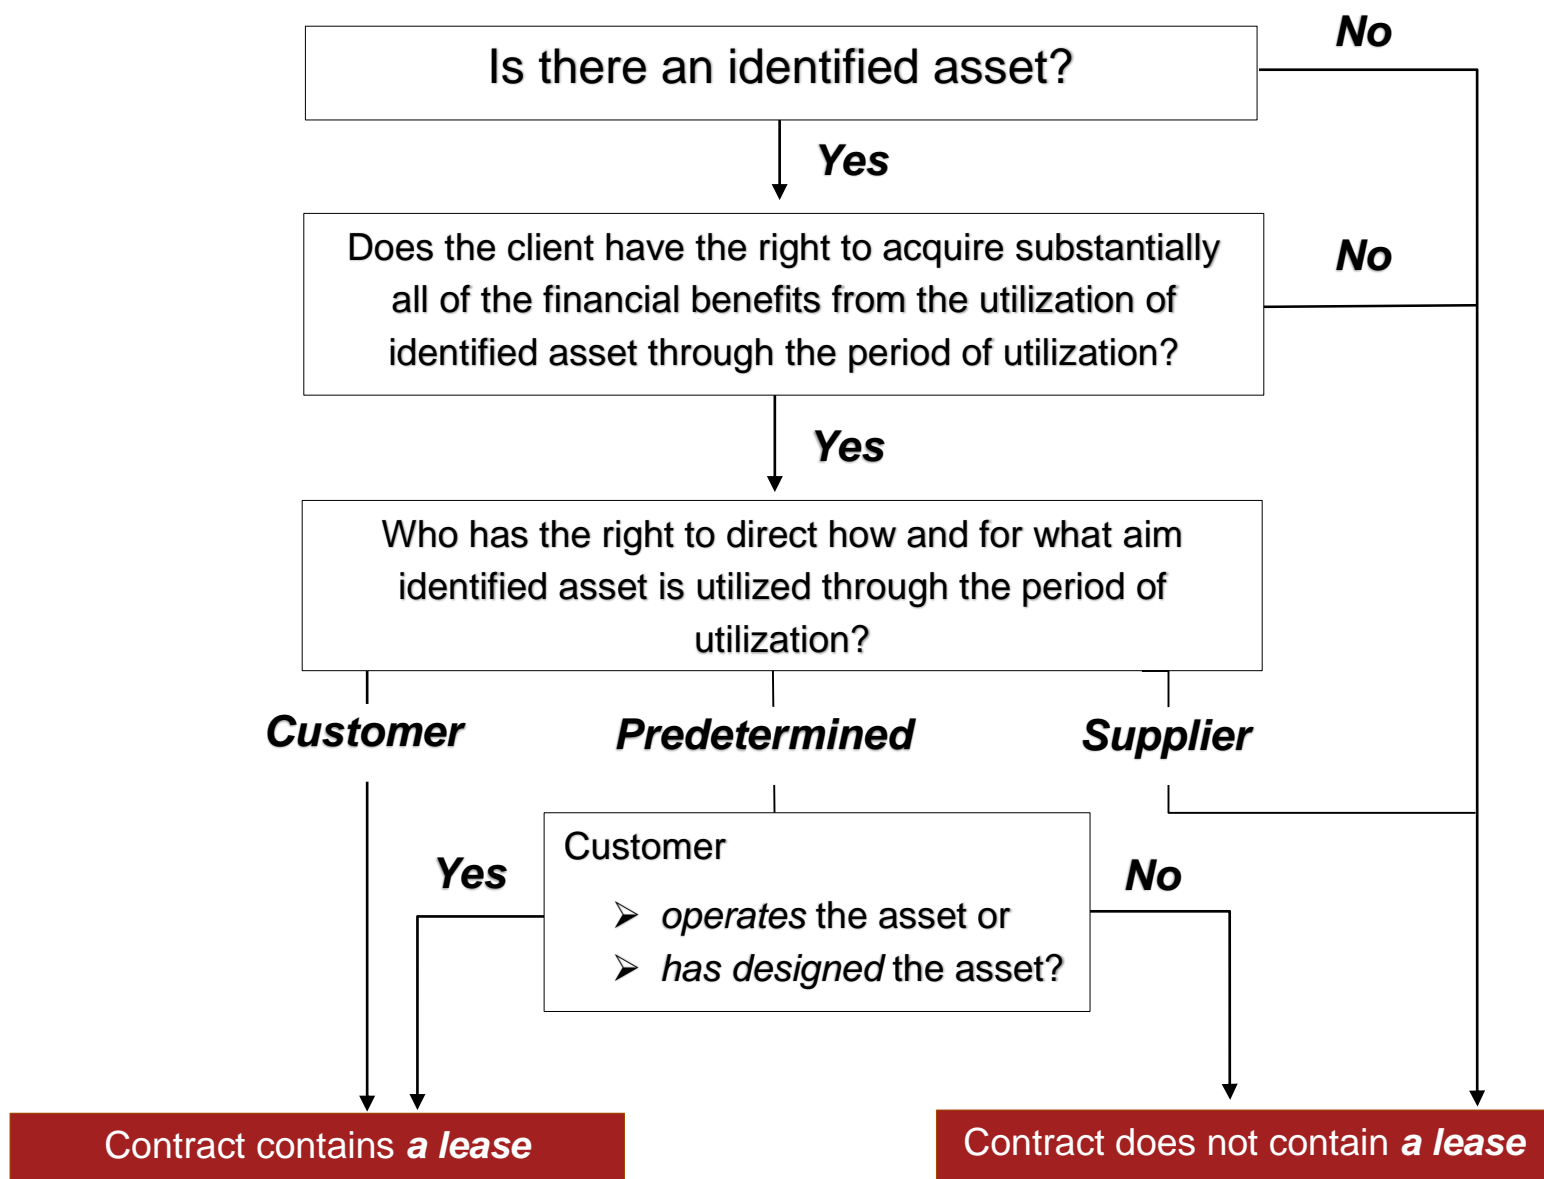 No
Is there an identified asset?
Yes
Does the client have the right to acquire substantially
all of the financial benefits from the utilization of
identified asset through the period of utilization?
No
Yes
Who has the right to direct how and for what aim
identified asset is utilized through the period of
utilization?
Customer
Predetermined
Supplier
Customer
➢ operates the asset or
➢ has designed the asset?
Yes
No
Contract contains a lease
Contract does not contain a lease